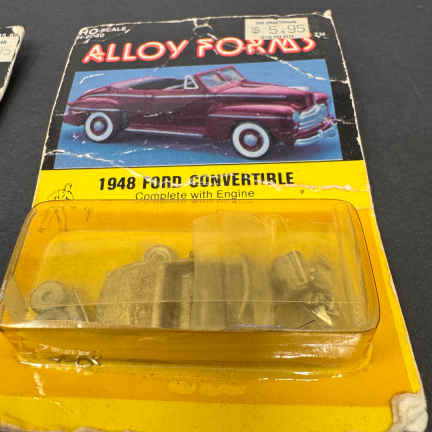 HO-SCALE
$ 5.95
ALLOY FORMS
1948 FORD CONVERTIBLE
Complete with Engine